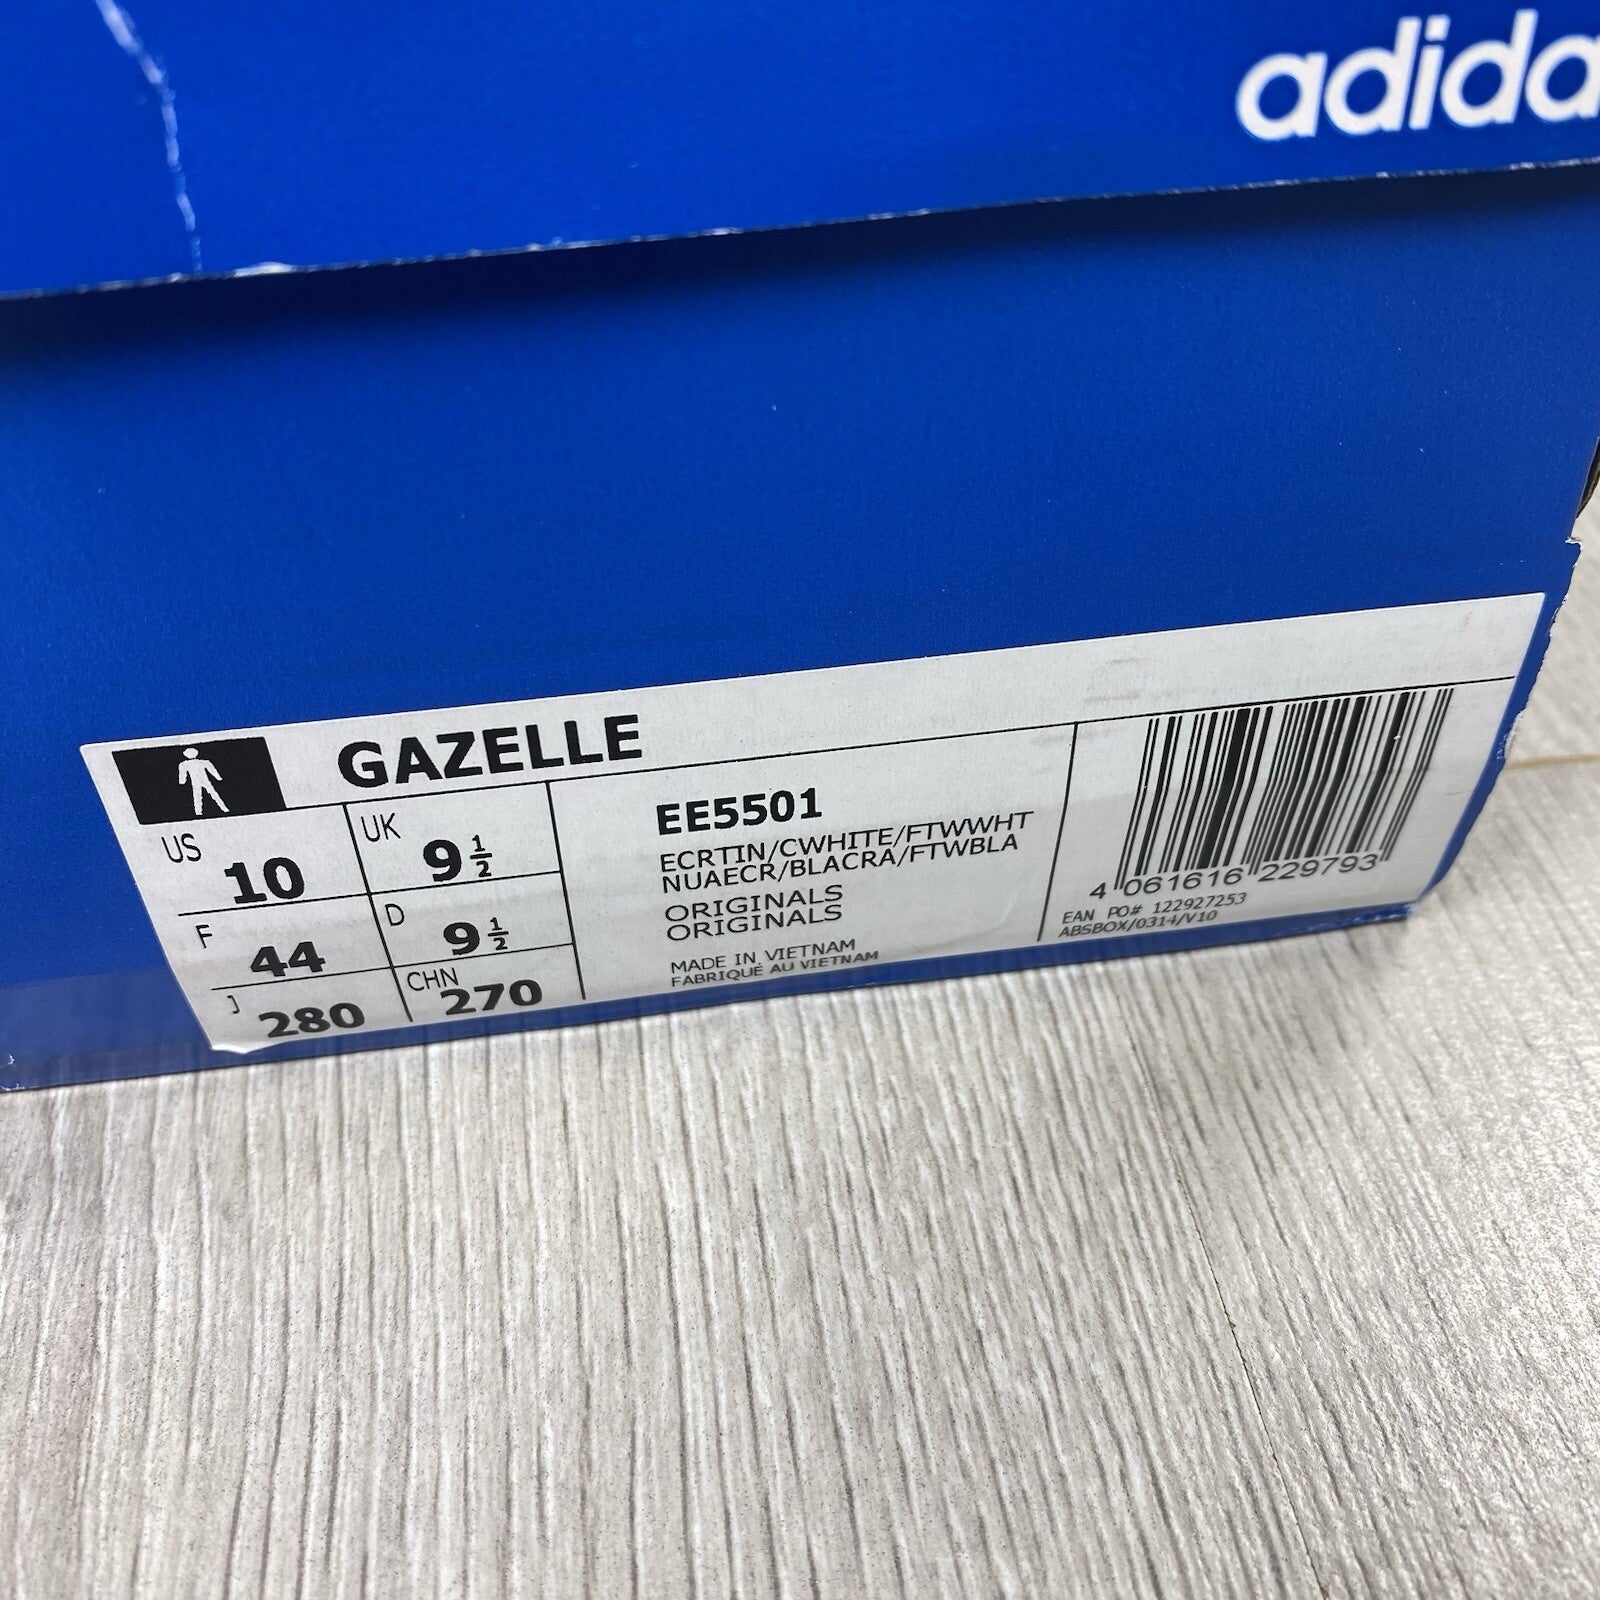 adidas
GAZELLE
US 10 UK 9 1/2
F 44 D 9 1/2
J 280 CHN 270
EE5501
ECRTIN/CWHITE/FTWWHT
NUAECR/BLACRA/FTWBLA
ORIGINALS
ORIGINALS
MADE IN VIETNAM
FABRIQUÉ AU VIETNAM
4 061616 229793
EAN PO# 122927253
ABSBOX/0314/V10